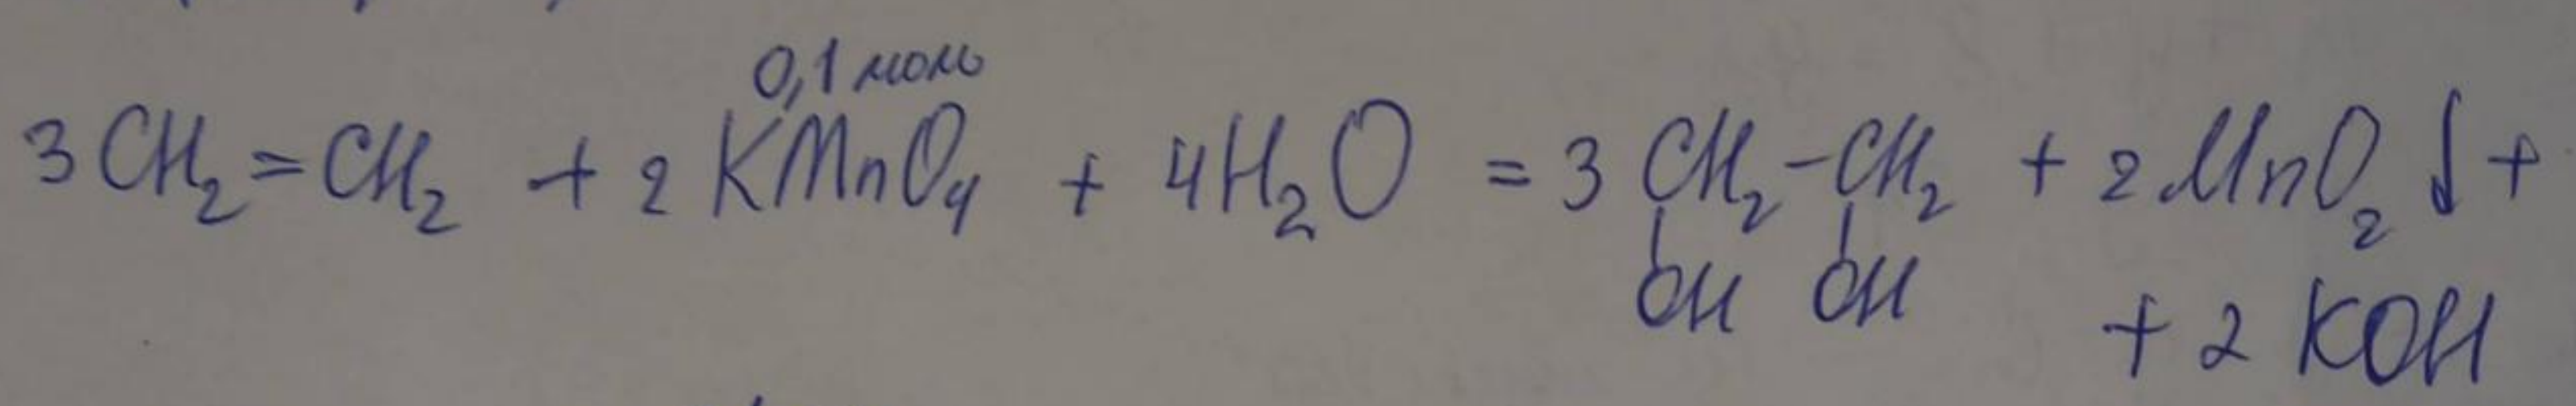 0,1 моль
3CH₂=CH₂ + 2KMnO₄ + 4H₂O = 3CH₂-CH₂ + 2MnO₂↓ +
OH OH
+ 2KOH